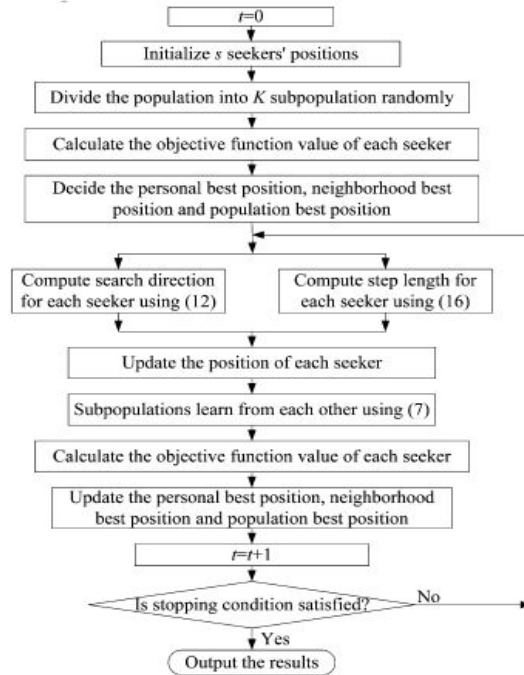 t=0
Initialize s seekers' positions
Divide the population into K subpopulation randomly
Calculate the objective function value of each seeker
Decide the personal best position, neighborhood best
position and population best position
Compute search direction
for each seeker using (12)
Compute step length for
each seeker using (16)
Update the position of each seeker
Subpopulations learn from each other using (7)
Calculate the objective function value of each seeker
Update the personal best position, neighborhood
best position and population best position
t=t+1
Is stopping condition satisfied?
No
Yes
Output the results